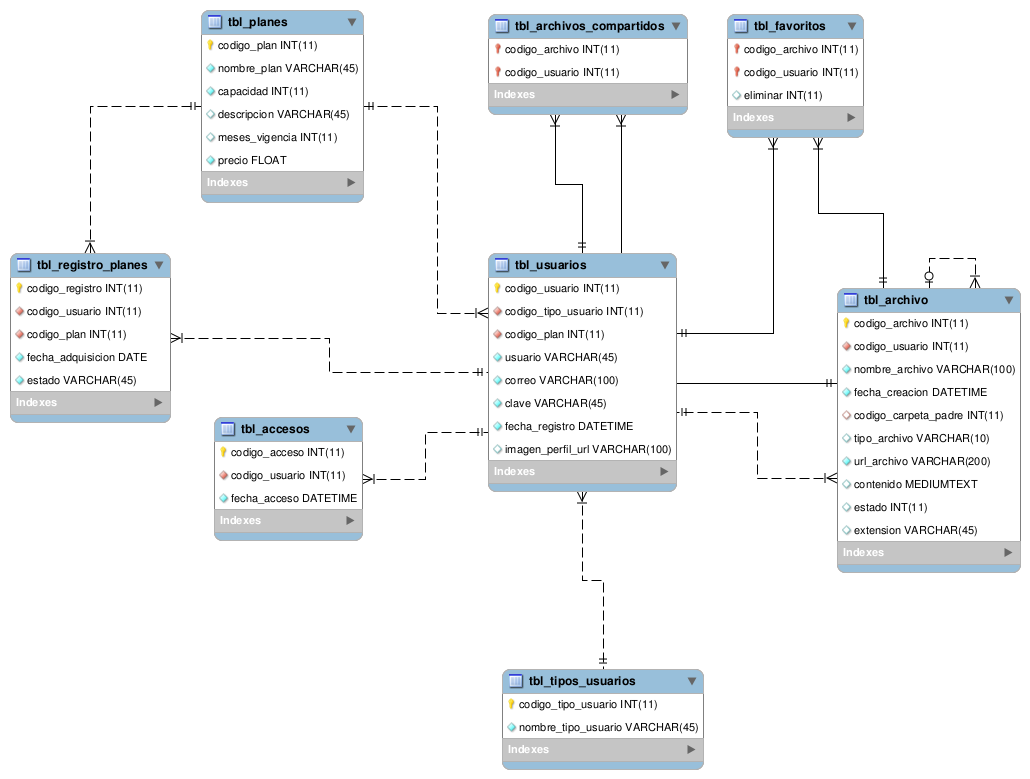 tbl_planes
codigo_plan INT(11)
nombre_plan VARCHAR(45)
capacidad INT(11)
descripcion VARCHAR(45)
meses_vigencia INT(11)
precio FLOAT
Indexes
tbl_archivos_compartidos
codigo_archivo INT(11)
codigo_usuario INT(11)
Indexes
tbl_favoritos
codigo_archivo INT(11)
codigo_usuario INT(11)
eliminar INT(11)
Indexes
tbl_registro_planes
codigo_registro INT(11)
codigo_usuario INT(11)
codigo_plan INT(11)
fecha_adquisicion DATE
estado VARCHAR(45)
Indexes
tbl_usuarios
codigo_usuario INT(11)
codigo_tipo_usuario INT(11)
codigo_plan INT(11)
usuario VARCHAR(45)
correo VARCHAR(100)
clave VARCHAR(45)
fecha_registro DATETIME
imagen_perfil_url VARCHAR(100)
Indexes
tbl_archivo
codigo_archivo INT(11)
codigo_usuario INT(11)
nombre_archivo VARCHAR(100)
fecha_creacion DATETIME
codigo_carpeta_padre INT(11)
tipo_archivo VARCHAR(10)
url_archivo VARCHAR(200)
contenido MEDIUMTEXT
estado INT(11)
extension VARCHAR(45)
Indexes
tbl_accesos
codigo_acceso INT(11)
codigo_usuario INT(11)
fecha_acceso DATETIME
Indexes
tbl_tipos_usuarios
codigo_tipo_usuario INT(11)
nombre_tipo_usuario VARCHAR(45)
Indexes